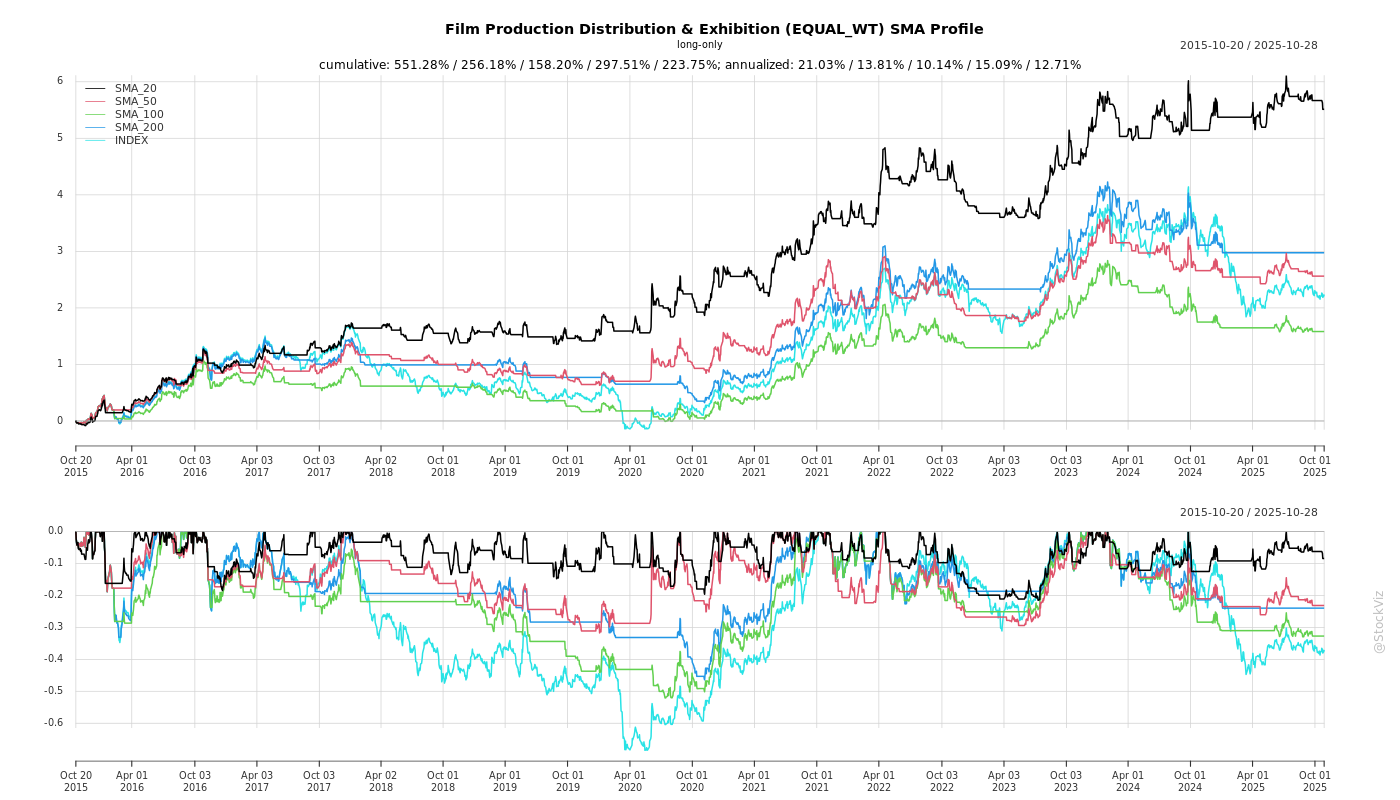 Film Production Distribution & Exhibition (EQUAL_WT) SMA Profile
long-only
2015-10-20 / 2025-10-28
cumulative: 551.28% / 256.18% / 158.20% / 297.51% / 223.75%; annualized: 21.03% / 13.81% / 10.14% / 15.09% / 12.71%
6
5
4
3
2
1
0
SMA_20
SMA_50
SMA_100
SMA_200
INDEX
Oct 20 Apr 01 Oct 03 Apr 03 Oct 03 Apr 02 Oct 01 Apr 01 Oct 01 Apr 01 Oct 01 Apr 01 Oct 01 Apr 01 Oct 03 Apr 03 Oct 03 Apr 01 Oct 01 Apr 01 Oct 01
2015 2016 2016 2017 2017 2018 2018 2019 2019 2020 2020 2021 2021 2022 2022 2023 2023 2024 2024 2025 2025
2015-10-20 / 2025-10-28
0.0
-0.1
-0.2
-0.3
-0.4
-0.5
-0.6
Oct 20 Apr 01 Oct 03 Apr 03 Oct 03 Apr 02 Oct 01 Apr 01 Oct 01 Apr 01 Oct 01 Apr 01 Oct 01 Apr 01 Oct 03 Apr 03 Oct 03 Apr 01 Oct 01 Apr 01 Oct 01
2015 2016 2016 2017 2017 2018 2018 2019 2019 2020 2020 2021 2021 2022 2022 2023 2023 2024 2024 2025 2025
@StockViz